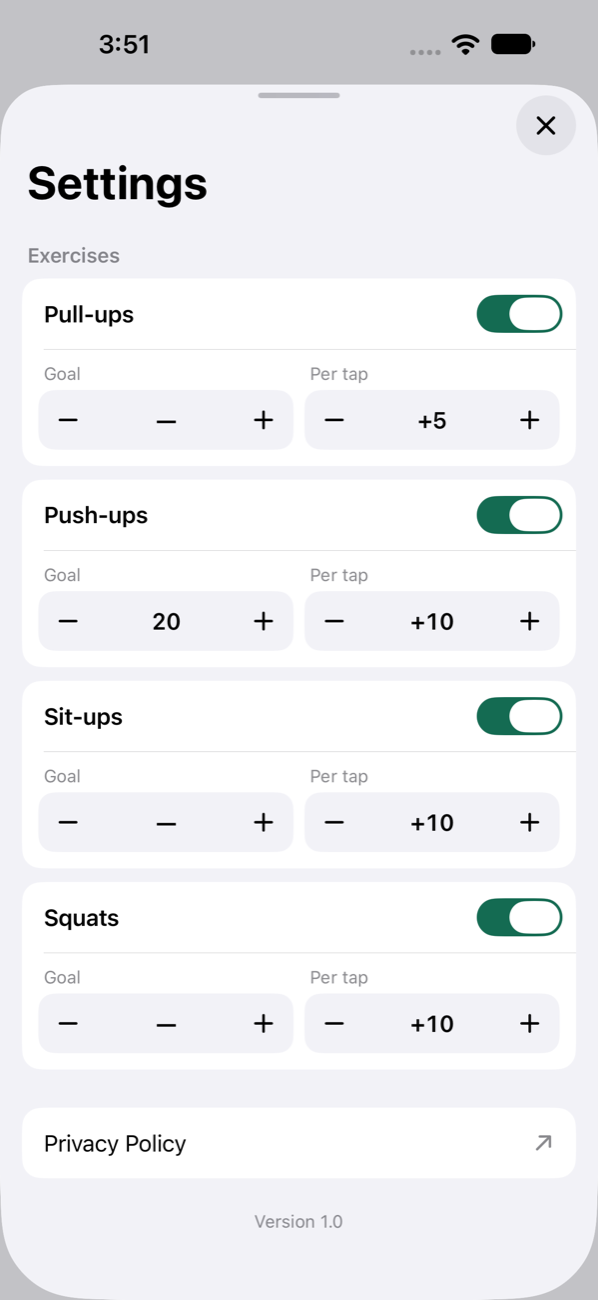 3:51
Settings
Exercises
Pull-ups
Goal Per tap
− – + − +5 +
Push-ups
Goal Per tap
− 20 + − +10 +
Sit-ups
Goal Per tap
− – + − +10 +
Squats
Goal Per tap
− – + − +10 +
Privacy Policy
Version 1.0